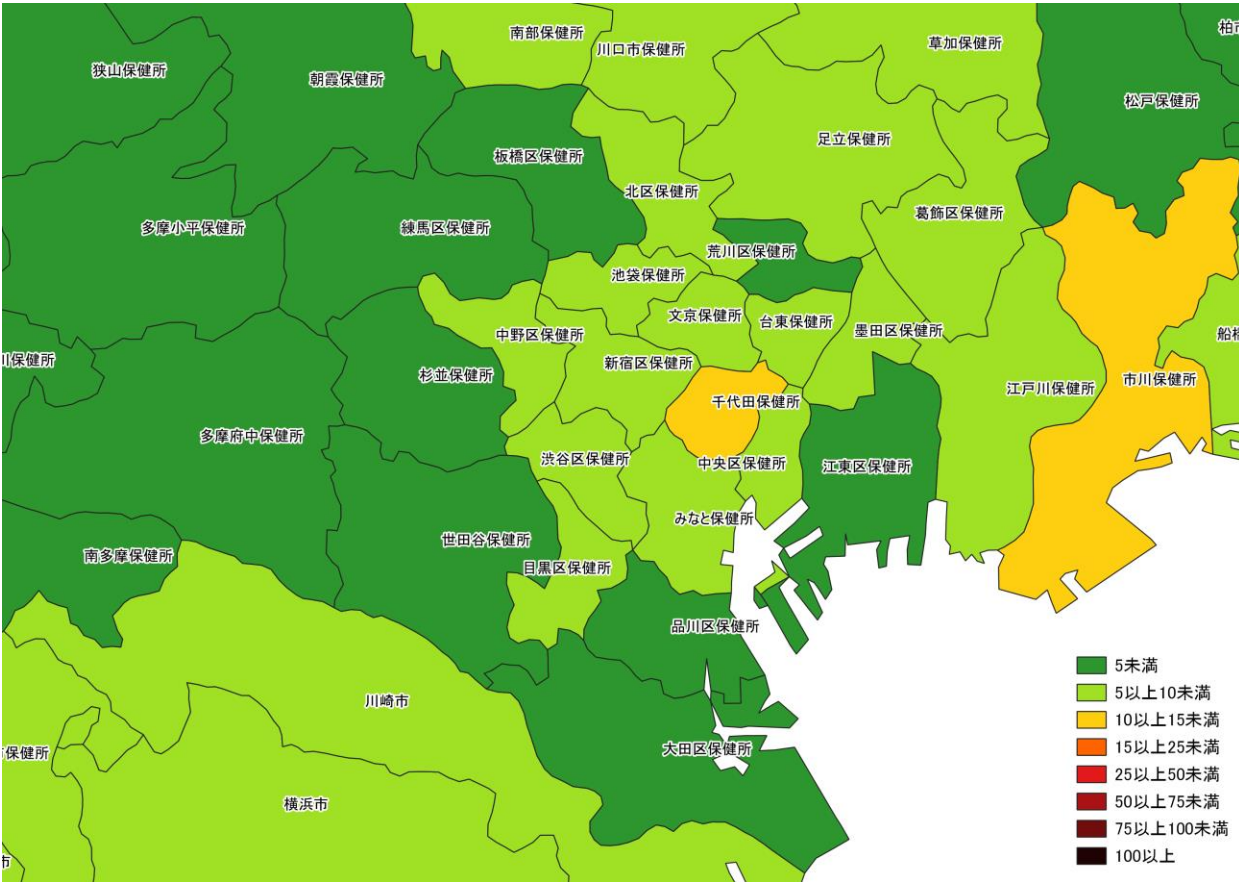 南部保健所
川口市保健所
草加保健所
柏市
狭山保健所
朝霞保健所
松戸保健所
板橋区保健所
足立保健所
北区保健所
葛飾区保健所
多摩小平保健所
練馬区保健所
荒川区保健所
池袋保健所
文京保健所
台東保健所
墨田区保健所
中野区保健所
新宿区保健所
船橋
川保健所
杉並保健所
江戸川保健所
市川保健所
千代田保健所
多摩府中保健所
渋谷区保健所
中央区保健所
江東区保健所
みなと保健所
世田谷保健所
南多摩保健所
目黒区保健所
品川区保健所
川崎市
大田区保健所
保健所
横浜市
市
5未満
5以上10未満
10以上15未満
15以上25未満
25以上50未満
50以上75未満
75以上100未満
100以上